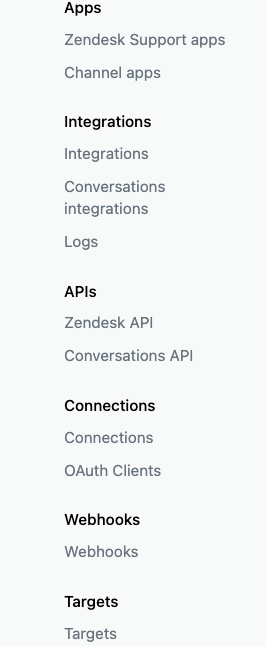 Apps
Zendesk Support apps
Channel apps
Integrations
Integrations
Conversations
integrations
Logs
APIs
Zendesk API
Conversations API
Connections
Connections
OAuth Clients
Webhooks
Webhooks
Targets
Targets